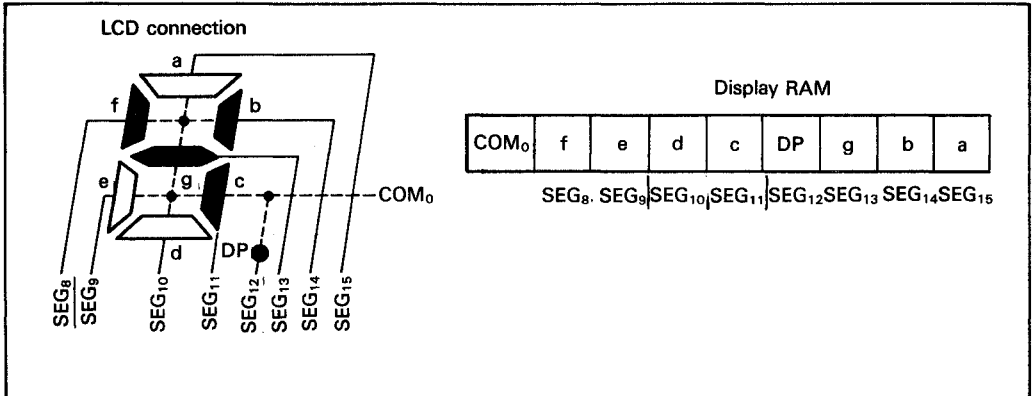 LCD connection
a
f
b
e
g
c
COM₀
d
DP
SEG₈
SEG₉
SEG₁₀
SEG₁₁
SEG₁₂
SEG₁₃
SEG₁₄
SEG₁₅
Display RAM
COM₀ f e d c DP g b a
SEG₈. SEG₉ SEG₁₀ SEG₁₁ SEG₁₂ SEG₁₃ SEG₁₄ SEG₁₅